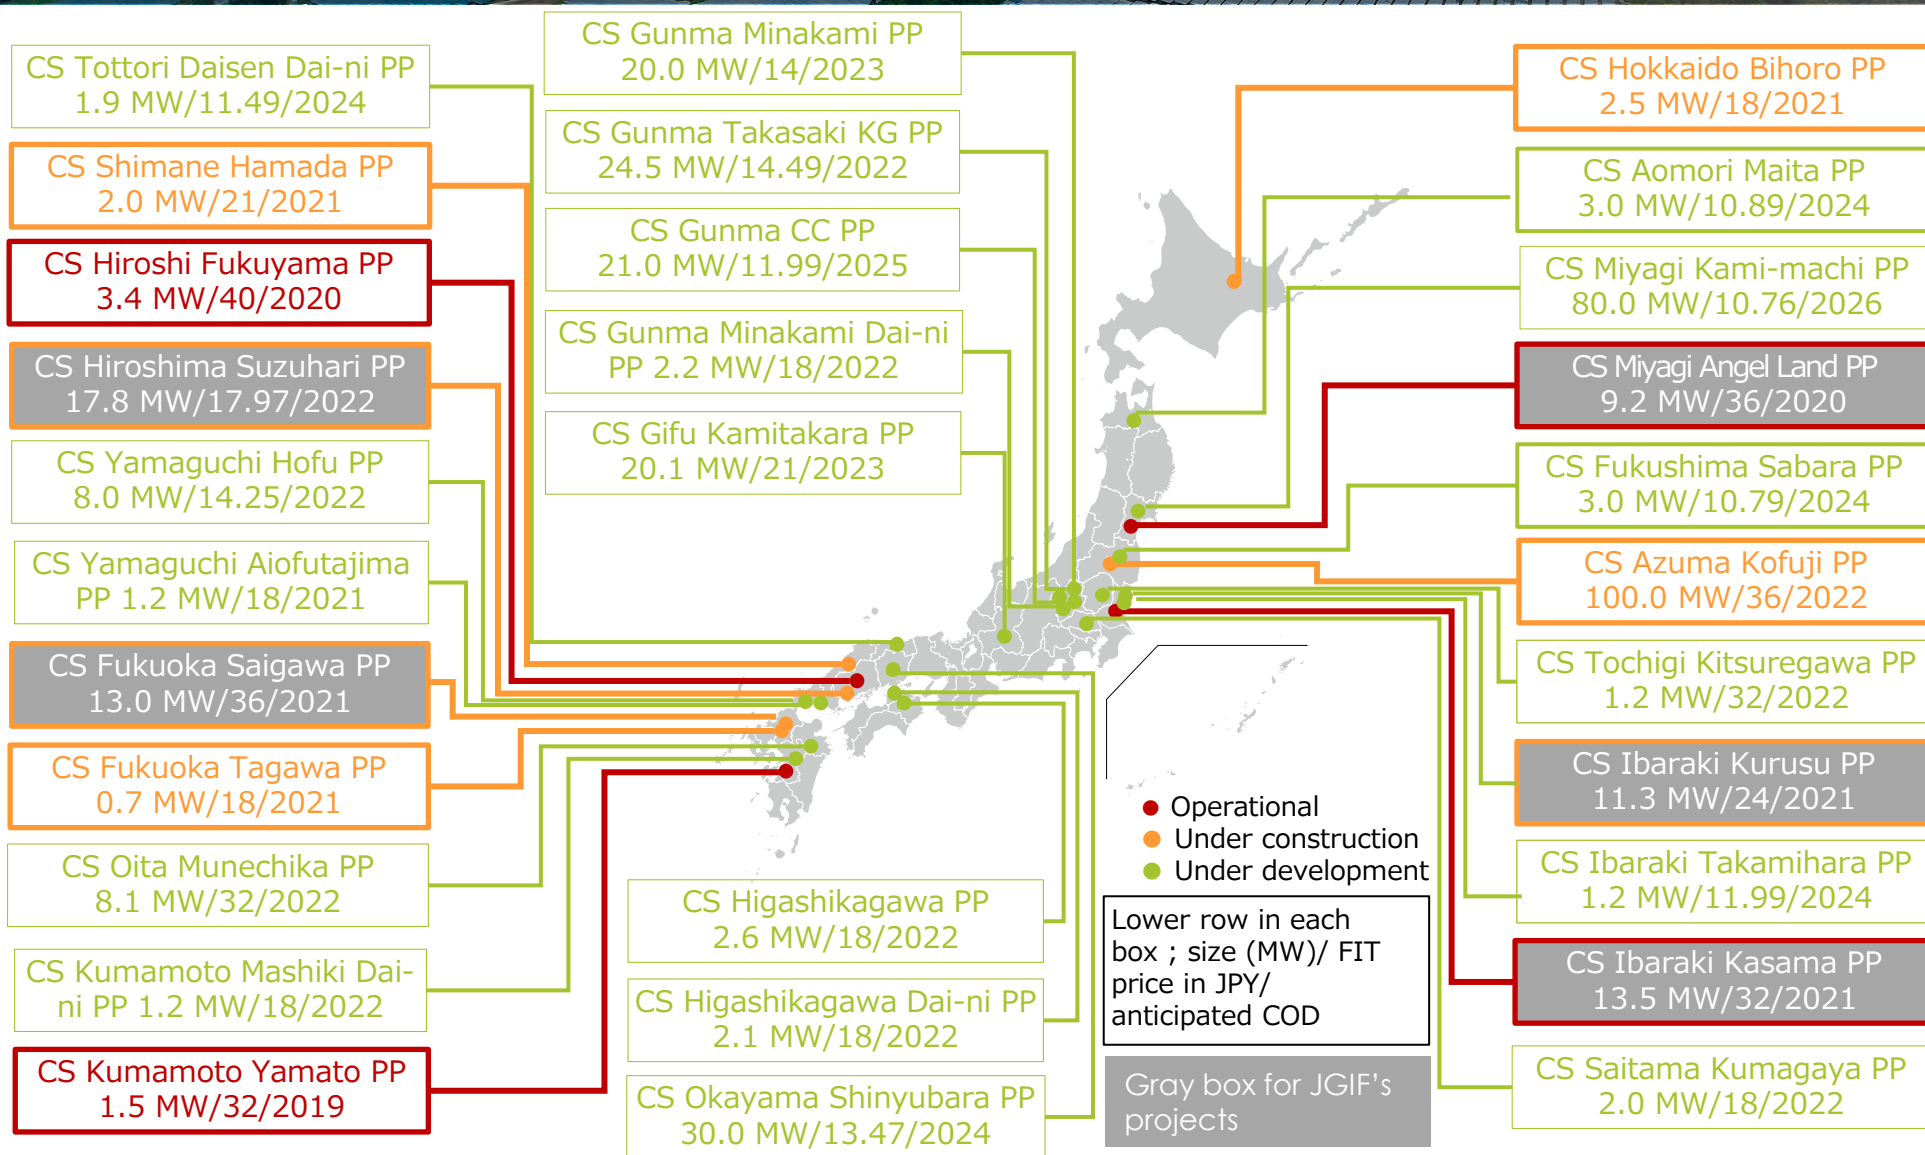 CS Tottori Daisen Dai-ni PP
1.9 MW/11.49/2024
CS Shimane Hamada PP
2.0 MW/21/2021
CS Hiroshi Fukuyama PP
3.4 MW/40/2020
CS Hiroshima Suzuhari PP
17.8 MW/17.97/2022
CS Yamaguchi Hofu PP
8.0 MW/14.25/2022
CS Yamaguchi Aiofutajima
PP 1.2 MW/18/2021
CS Fukuoka Saigawa PP
13.0 MW/36/2021
CS Fukuoka Tagawa PP
0.7 MW/18/2021
CS Oita Munechika PP
8.1 MW/32/2022
CS Kumamoto Mashiki Dai-
ni PP 1.2 MW/18/2022
CS Kumamoto Yamato PP
1.5 MW/32/2019
CS Gunma Minakami PP
20.0 MW/14/2023
CS Gunma Takasaki KG PP
24.5 MW/14.49/2022
CS Gunma CC PP
21.0 MW/11.99/2025
CS Gunma Minakami Dai-ni
PP 2.2 MW/18/2022
CS Gifu Kamitakara PP
20.1 MW/21/2023
CS Higashikagawa PP
2.6 MW/18/2022
CS Higashikagawa Dai-ni PP
2.1 MW/18/2022
CS Okayama Shinyubara PP
30.0 MW/13.47/2024
Operational
Under construction
Under development
Lower row in each
box ; size (MW)/ FIT
price in JPY/
anticipated COD
Gray box for JGIF's
projects
CS Hokkaido Bihoro PP
2.5 MW/18/2021
CS Aomori Maita PP
3.0 MW/10.89/2024
CS Miyagi Kami-machi PP
80.0 MW/10.76/2026
CS Miyagi Angel Land PP
9.2 MW/36/2020
CS Fukushima Sabara PP
3.0 MW/10.79/2024
CS Azuma Kofuji PP
100.0 MW/36/2022
CS Tochigi Kitsuregawa PP
1.2 MW/32/2022
CS Ibaraki Kurusu PP
11.3 MW/24/2021
CS Ibaraki Takamihara PP
1.2 MW/11.99/2024
CS Ibaraki Kasama PP
13.5 MW/32/2021
CS Saitama Kumagaya PP
2.0 MW/18/2022